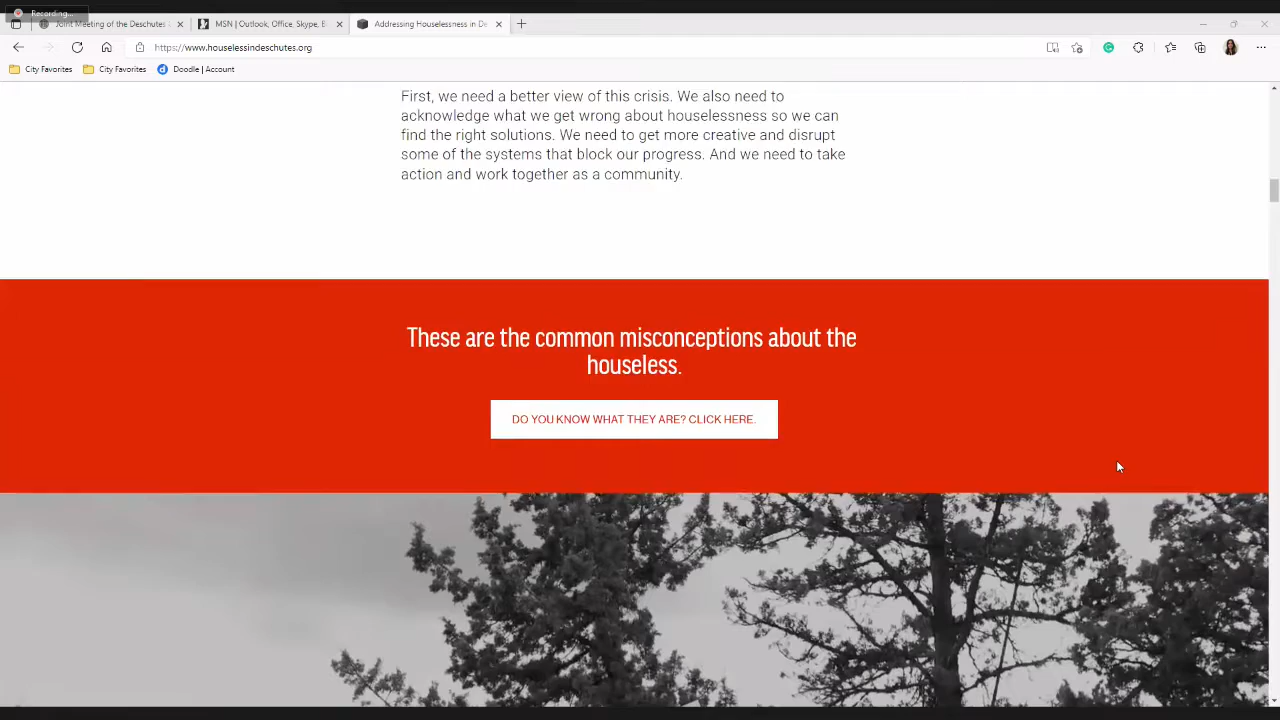 Recording...
Joint Meeting of the Deschutes
MSN | Outlook, Office, Skype, B
Addressing Houselessness in De
https://www.houselessindeschutes.org
City Favorites
City Favorites
Doodle | Account
First, we need a better view of this crisis. We also need to
acknowledge what we get wrong about houselessness so we can
find the right solutions. We need to get more creative and disrupt
some of the systems that block our progress. And we need to take
action and work together as a community.
These are the common misconceptions about the
houseless.
DO YOU KNOW WHAT THEY ARE? CLICK HERE.